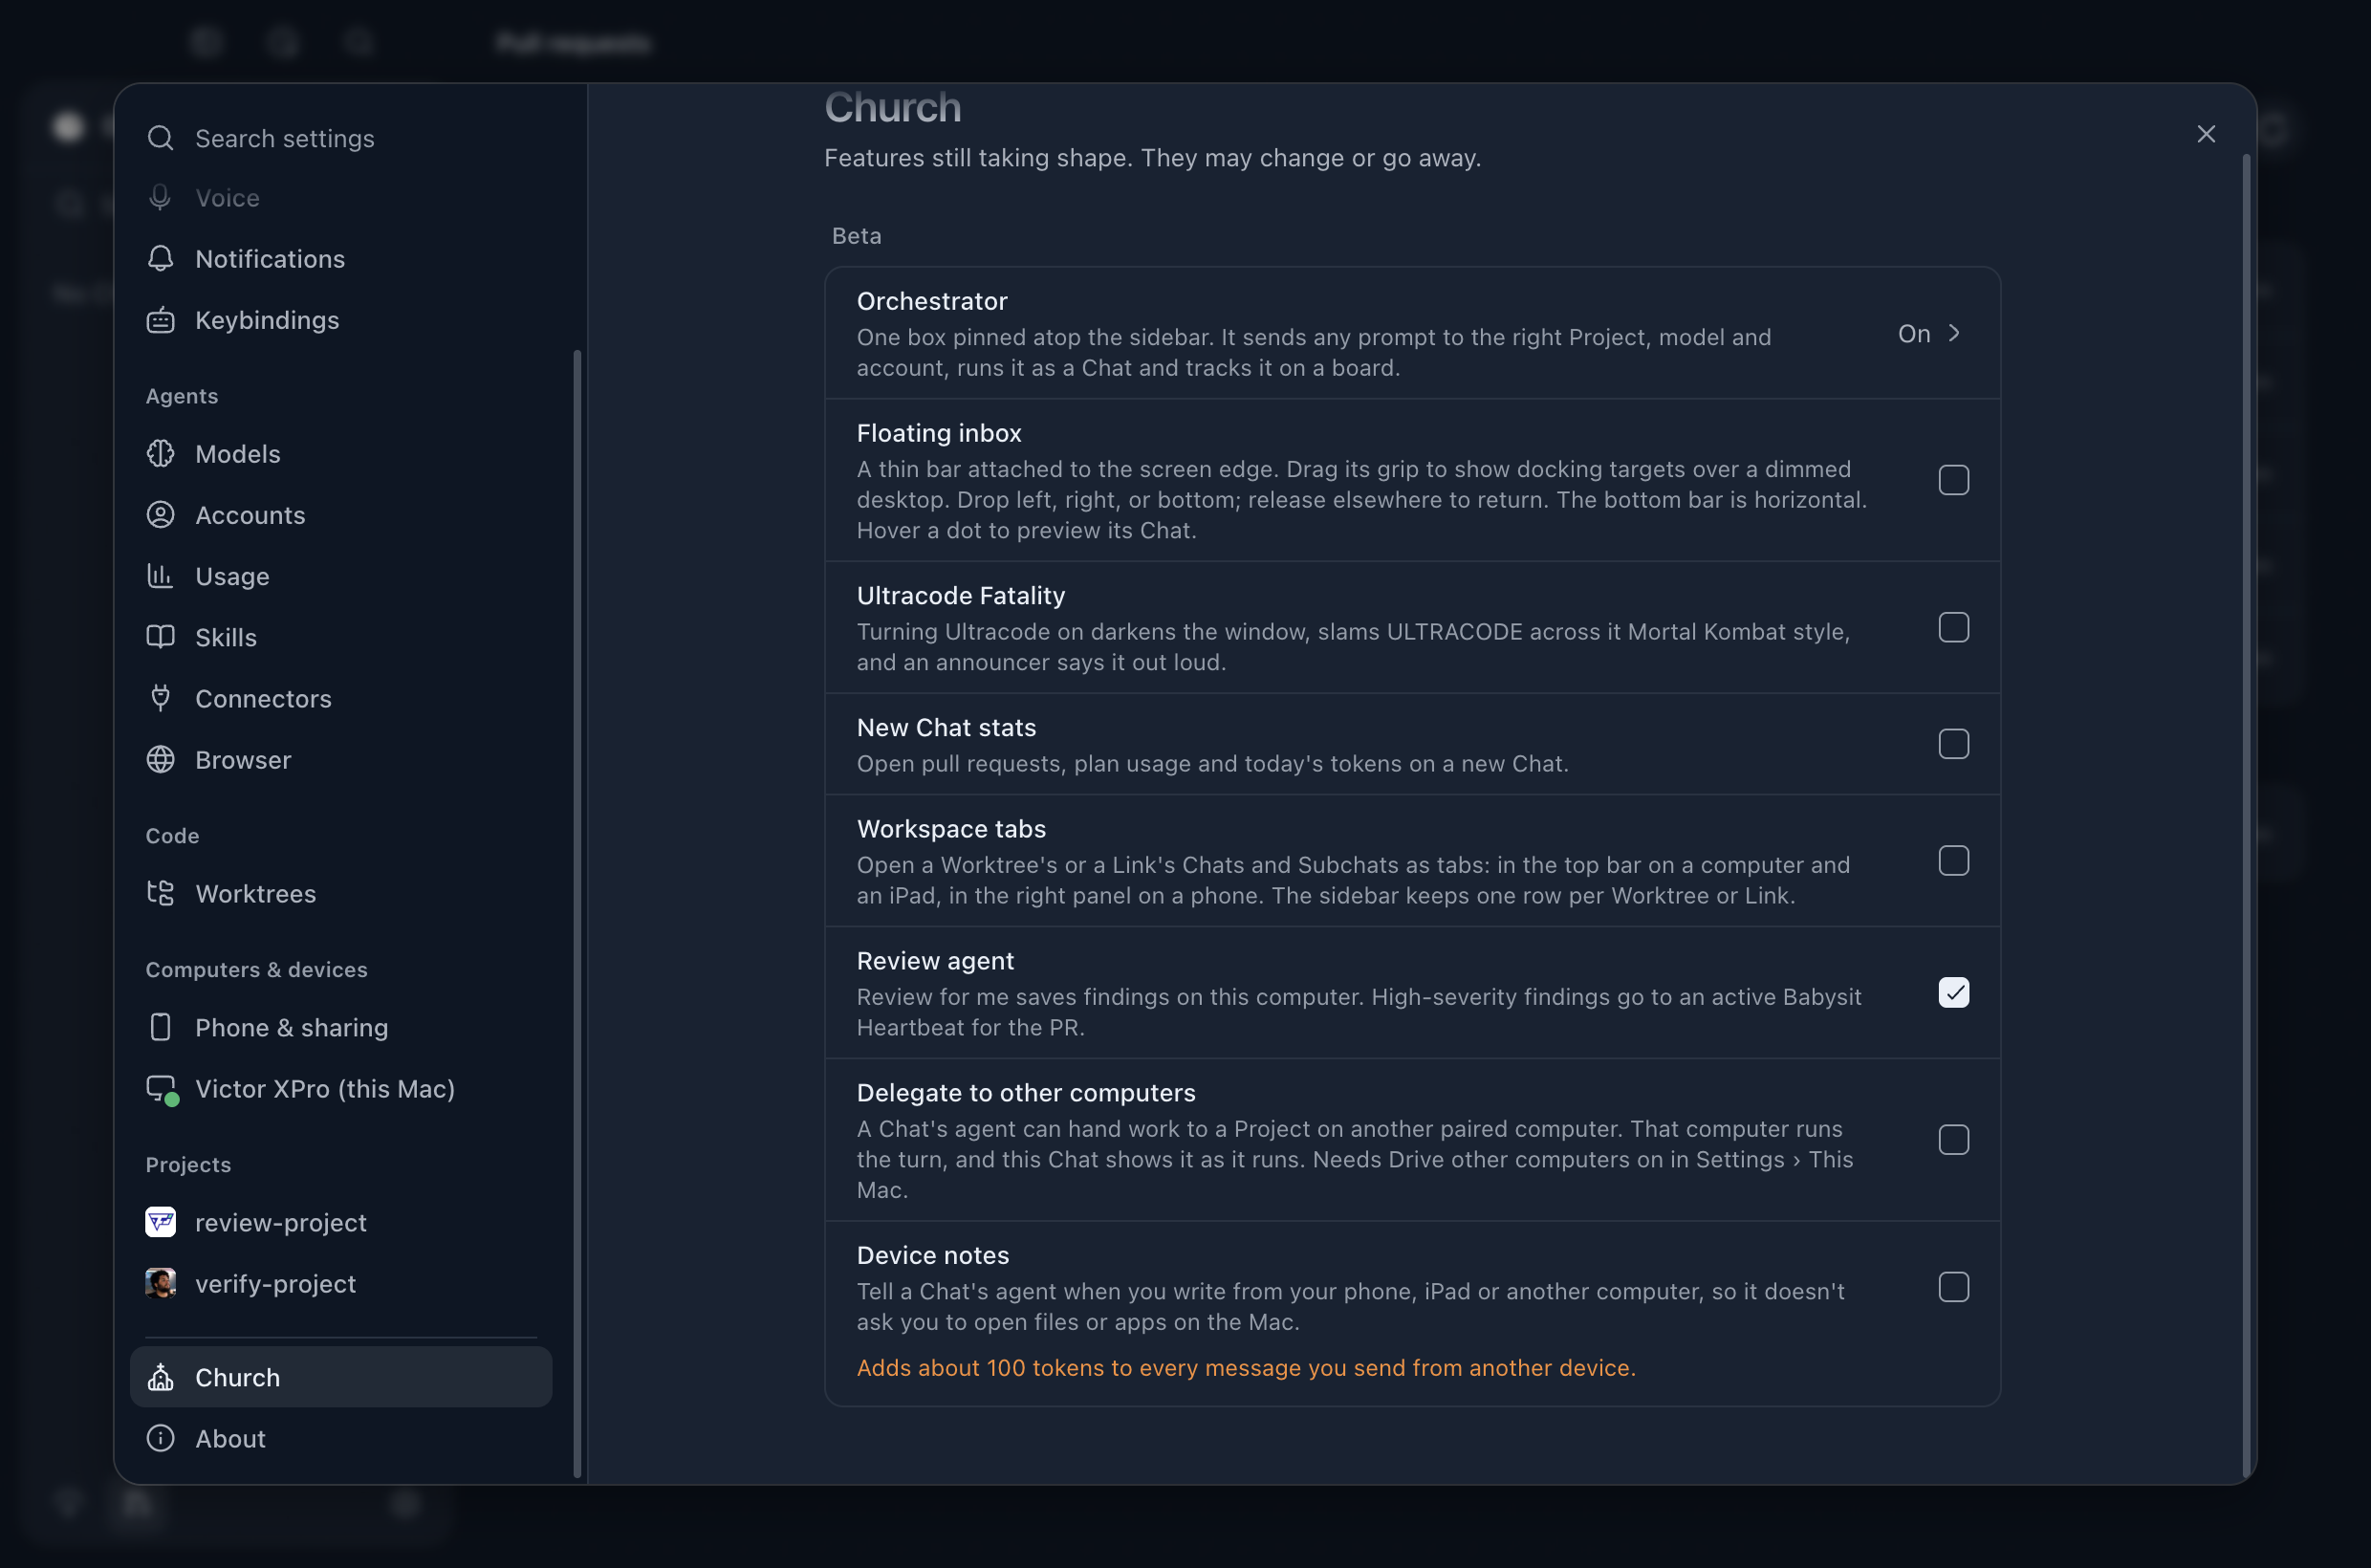 Pull requests
Search settings
Voice
Notifications
Keybindings
Agents
Models
Accounts
Usage
Skills
Connectors
Browser
Code
Worktrees
Computers & devices
Phone & sharing
Victor XPro (this Mac)
Projects
review-project
verify-project
Church
About
Church
Features still taking shape. They may change or go away.
Beta
Orchestrator
One box pinned atop the sidebar. It sends any prompt to the right Project, model and
account, runs it as a Chat and tracks it on a board.
On
Floating inbox
A thin bar attached to the screen edge. Drag its grip to show docking targets over a dimmed
desktop. Drop left, right, or bottom; release elsewhere to return. The bottom bar is horizontal.
Hover a dot to preview its Chat.
Ultracode Fatality
Turning Ultracode on darkens the window, slams ULTRACODE across it Mortal Kombat style,
and an announcer says it out loud.
New Chat stats
Open pull requests, plan usage and today's tokens on a new Chat.
Workspace tabs
Open a Worktree's or a Link's Chats and Subchats as tabs: in the top bar on a computer and
an iPad, in the right panel on a phone. The sidebar keeps one row per Worktree or Link.
Review agent
Review for me saves findings on this computer. High-severity findings go to an active Babysit
Heartbeat for the PR.
Delegate to other computers
A Chat's agent can hand work to a Project on another paired computer. That computer runs
the turn, and this Chat shows it as it runs. Needs Drive other computers on in Settings › This
Mac.
Device notes
Tell a Chat's agent when you write from your phone, iPad or another computer, so it doesn't
ask you to open files or apps on the Mac.
Adds about 100 tokens to every message you send from another device.